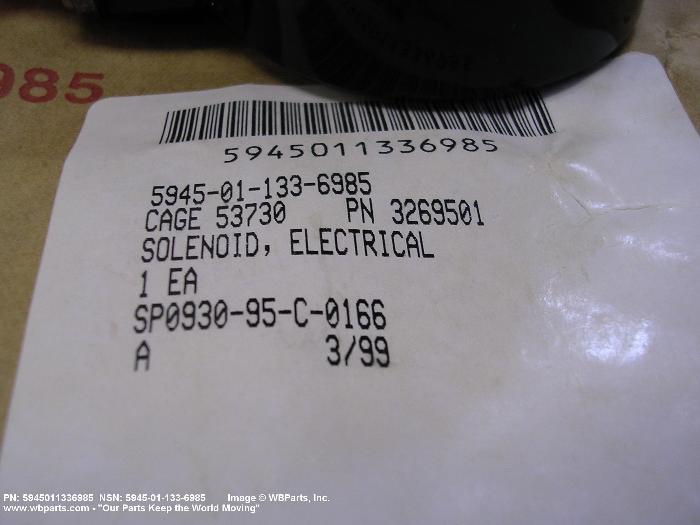 985
5945011336985
5945-01-133-6985
CAGE 53730 PN 3269501
SOLENOID, ELECTRICAL
1 EA
SP0930-95-C-0166
A 3/99
PN: 5945011336985 NSN: 5945-01-133-6985 Image © WBParts, Inc.
www.wbparts.com - "Our Parts Keep the World Moving"